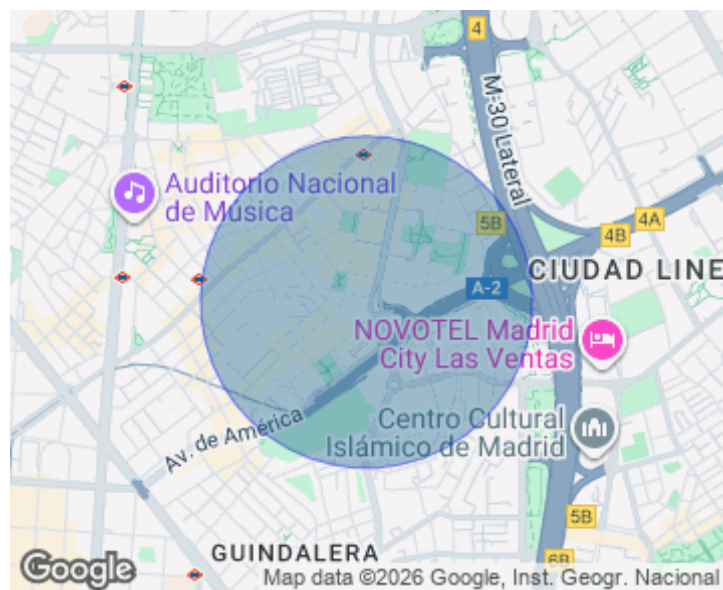 4
M-30 Lateral
Auditorio Nacional
de Música
5B
4A
4B
CIUDAD LINE
A-2
NOVOTEL Madrid
City Las Ventas
Centro Cultural
Islámico de Madrid
Av. de América
5B
GUINDALERA
6B
Google
Map data ©2026 Google, Inst. Geogr. Nacional